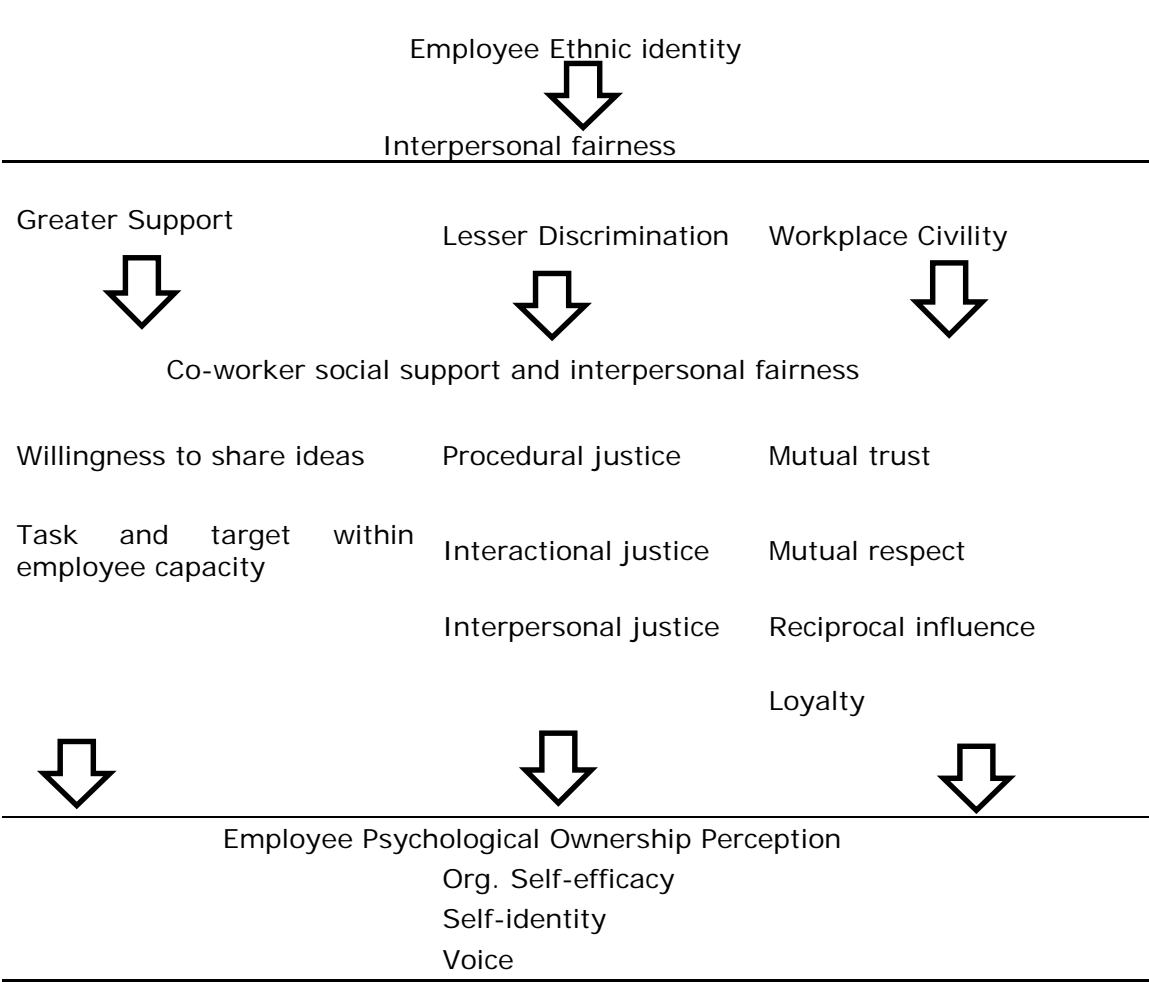 Employee Ethnic identity
Interpersonal fairness
Greater Support
Lesser Discrimination
Workplace Civility
Co-worker social support and interpersonal fairness
Willingness to share ideas
Procedural justice
Mutual trust
Task and target within
employee capacity
Interactional justice
Mutual respect
Interpersonal justice
Reciprocal influence
Loyalty
Employee Psychological Ownership Perception
Org. Self-efficacy
Self-identity
Voice